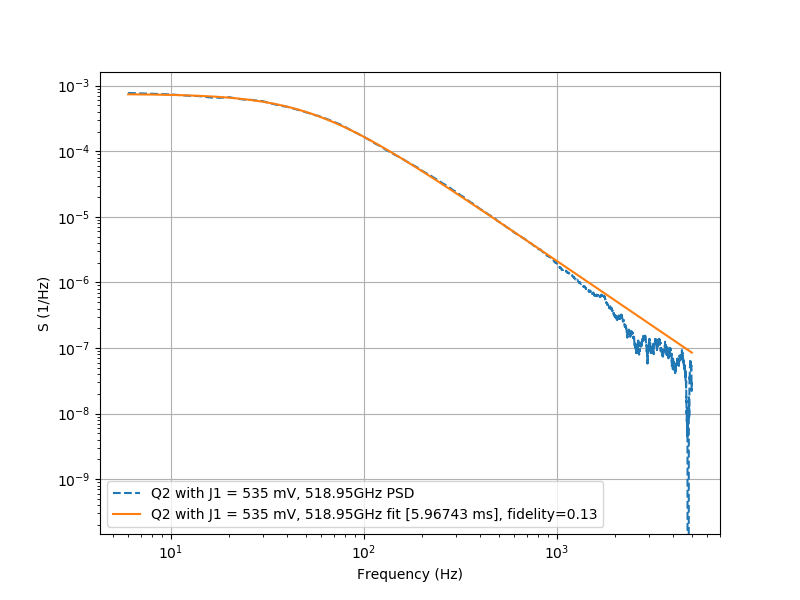 10⁻³
10⁻⁴
10⁻⁵
10⁻⁶
10⁻⁷
10⁻⁸
10⁻⁹
S (1/Hz)
Q2 with J1 = 535 mV, 518.95GHz PSD
Q2 with J1 = 535 mV, 518.95GHz fit [5.96743 ms], fidelity=0.13
10¹ 10² 10³
Frequency (Hz)